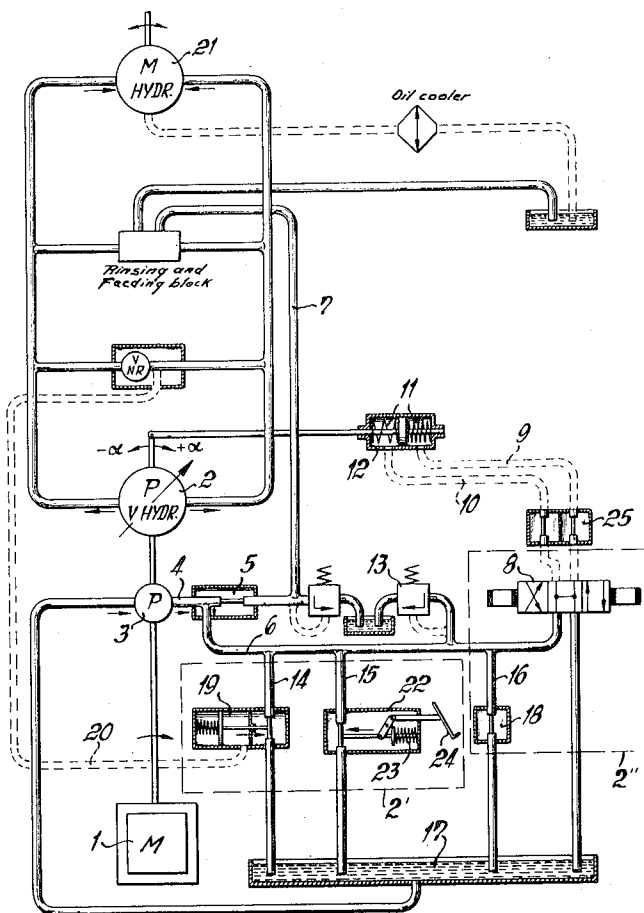 21
M
HYDR.
Oil cooler
Rinsing and
Feeding block
7
V
NR
11
12
9
10
-α
+α
P
V HYDR.
2
25
8
4
5
13
P
3
6
14
15
16
19
22
18
23
24
20
2'
2"
17
1
M